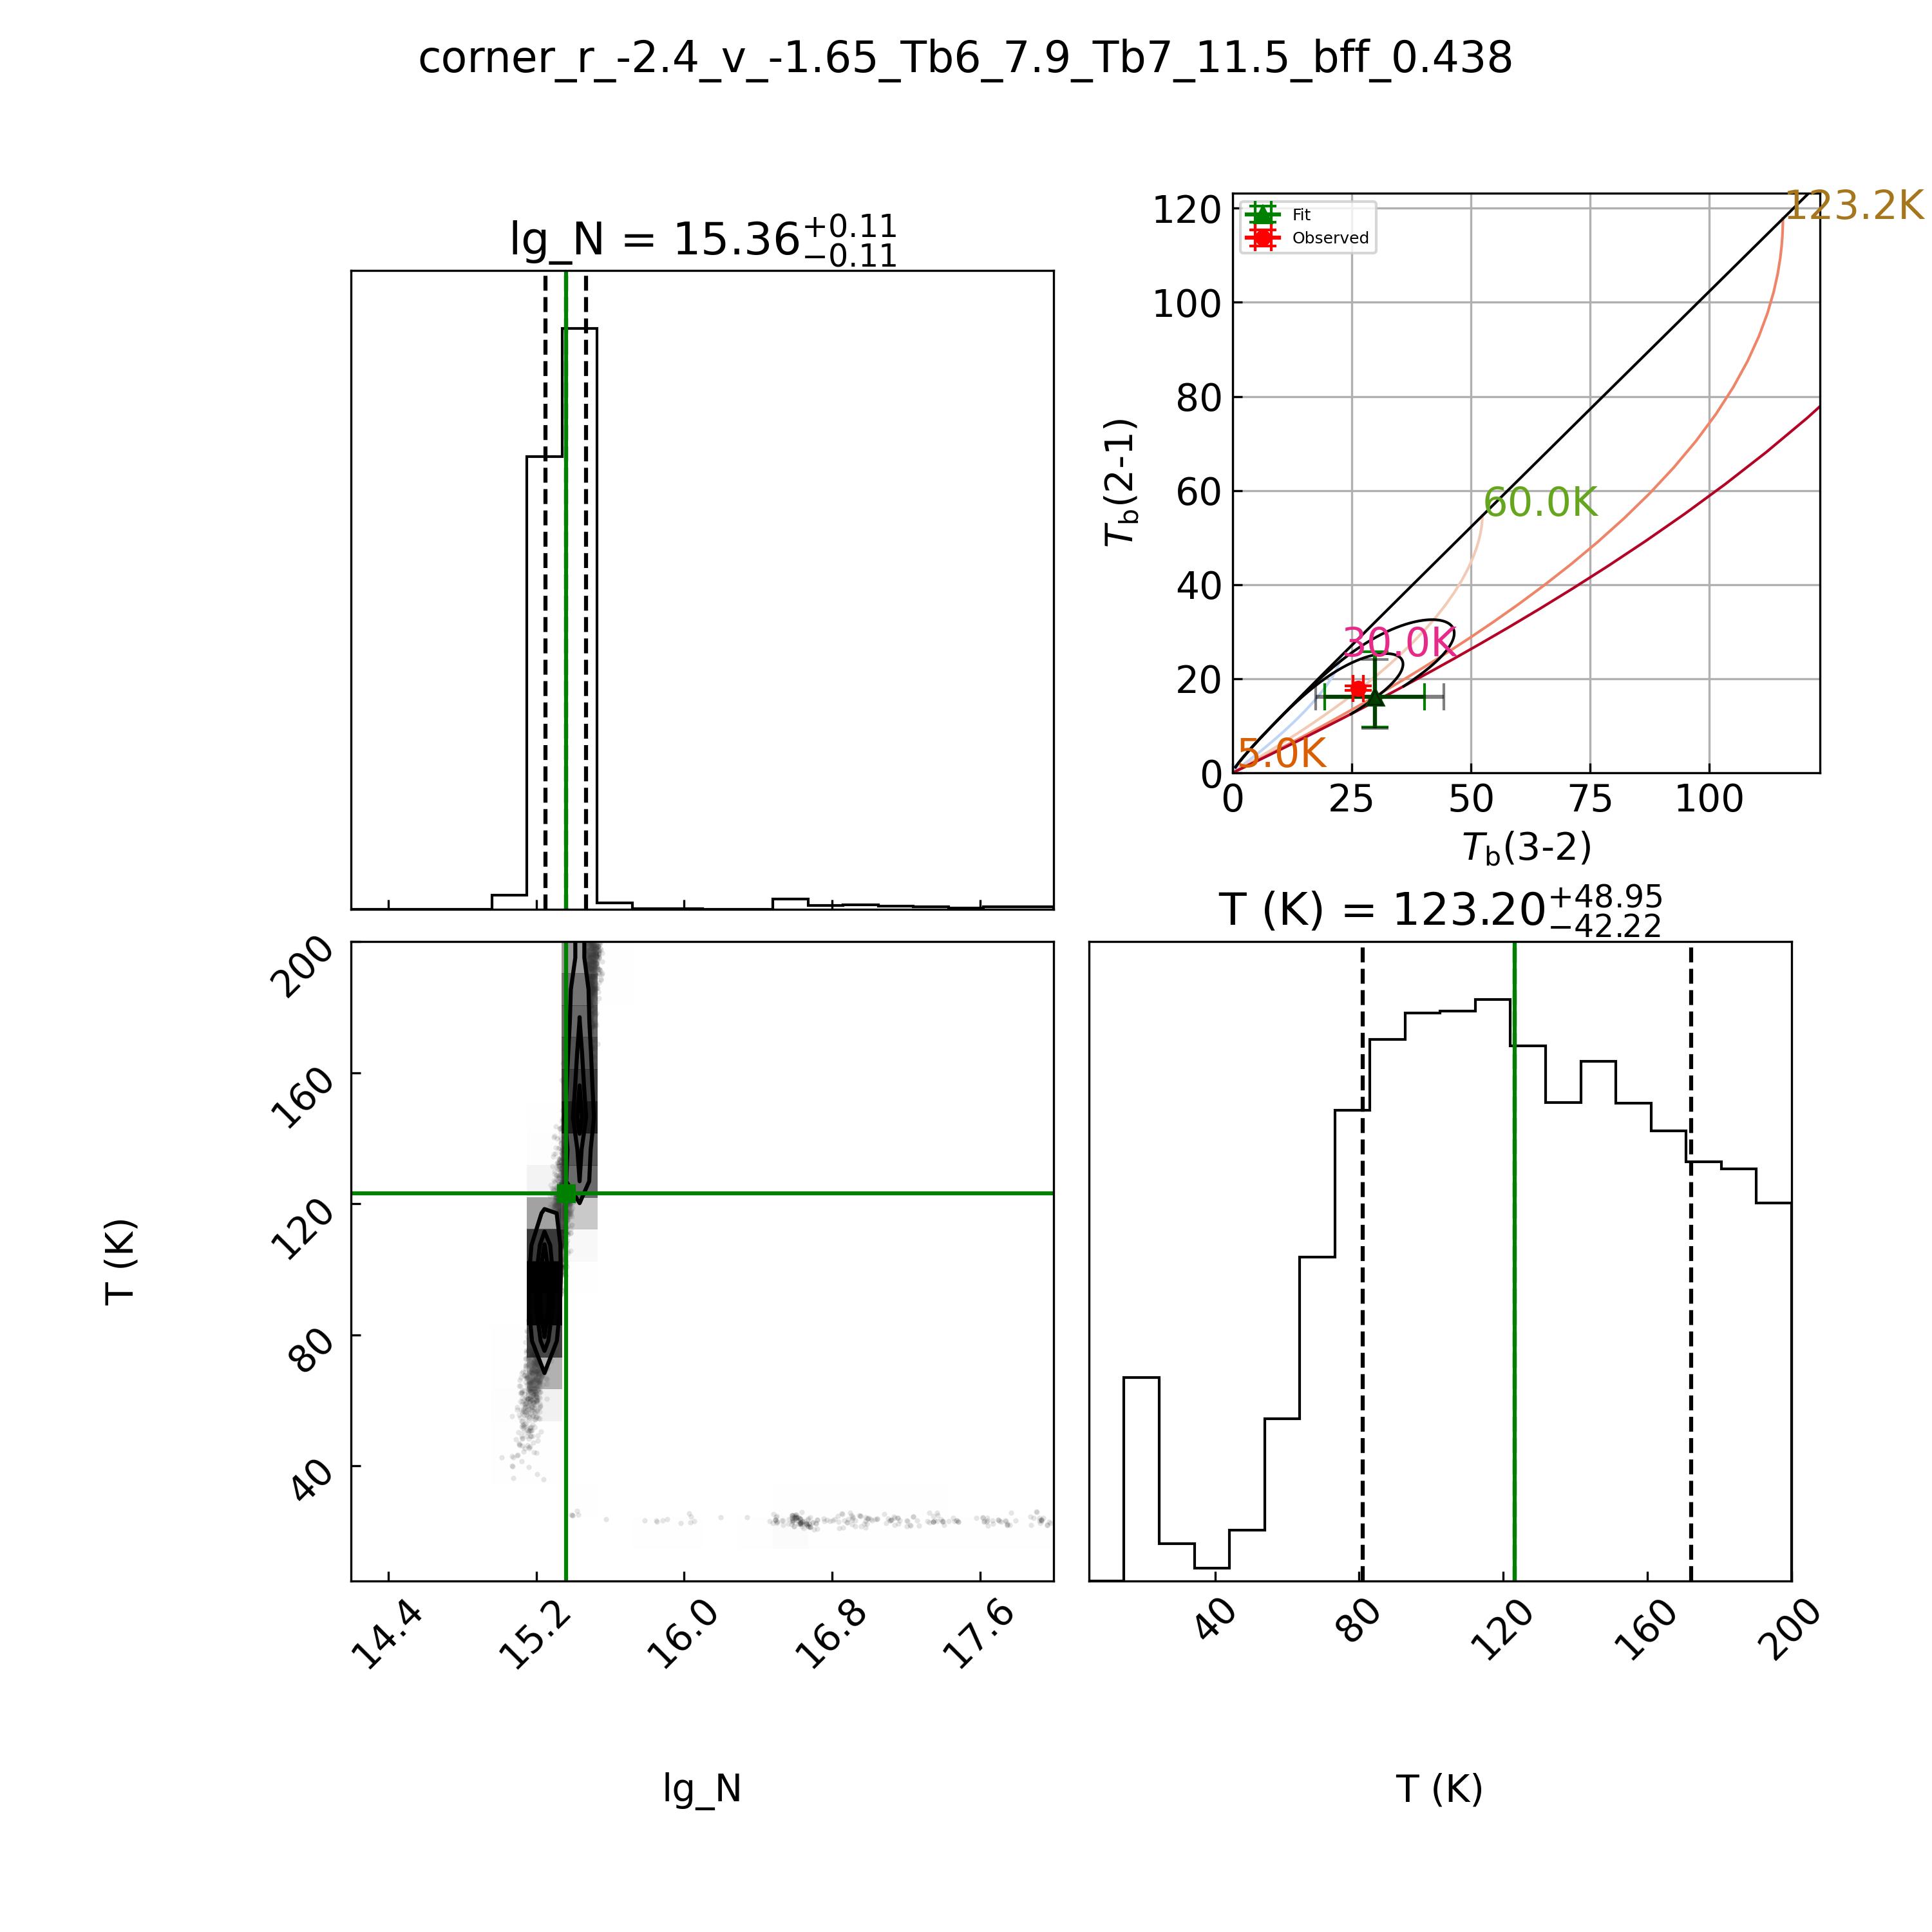 corner_r_-2.4_v_-1.65_Tb6_7.9_Tb7_11.5_bff_0.438
lg_N = 15.36+0.11−0.11
123.2K
120
100
80
60
40
20
0
Tb(2-1)
Fit
Observed
60.0K
30.0K
5.0K
0 25 50 75 100
Tb(3-2)
T (K) = 123.20+48.95−42.22
200
160
120
80
40
T (K)
14.4 15.2 16.0 16.8 17.6
lg_N
40 80 120 160 200
T (K)